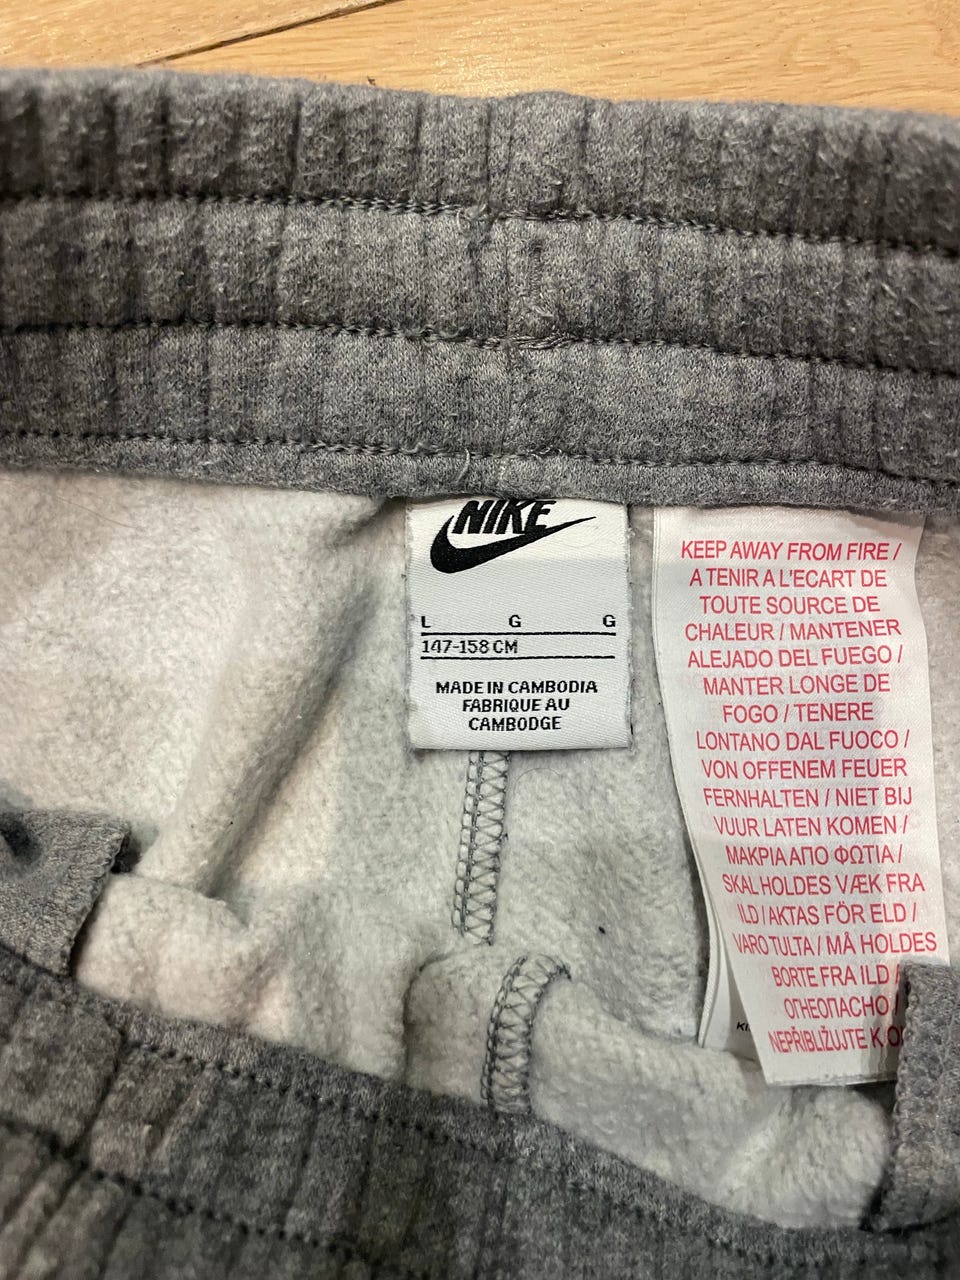 NIKE
L G G
147-158 CM
MADE IN CAMBODIA
FABRIQUE AU
CAMBODGE
KEEP AWAY FROM FIRE /
A TENIR A L'ECART DE
TOUTE SOURCE DE
CHALEUR / MANTENER
ALEJADO DEL FUEGO /
MANTER LONGE DE
FOGO / TENERE
LONTANO DAL FUOCO /
VON OFFENEM FEUER
FERNHALTEN / NIET BIJ
VUUR LATEN KOMEN /
ΜΑΚΡΙΑ ΑΠΟ ΦΩΤΙΑ /
SKAL HOLDES VÆK FRA
ILD / AKTAS FÖR ELD /
VARO TULTA / MÅ HOLDES
BORTE FRA ILD /
ОГНЕОПАСНО /
NEPŘIBLIŽUJTE K